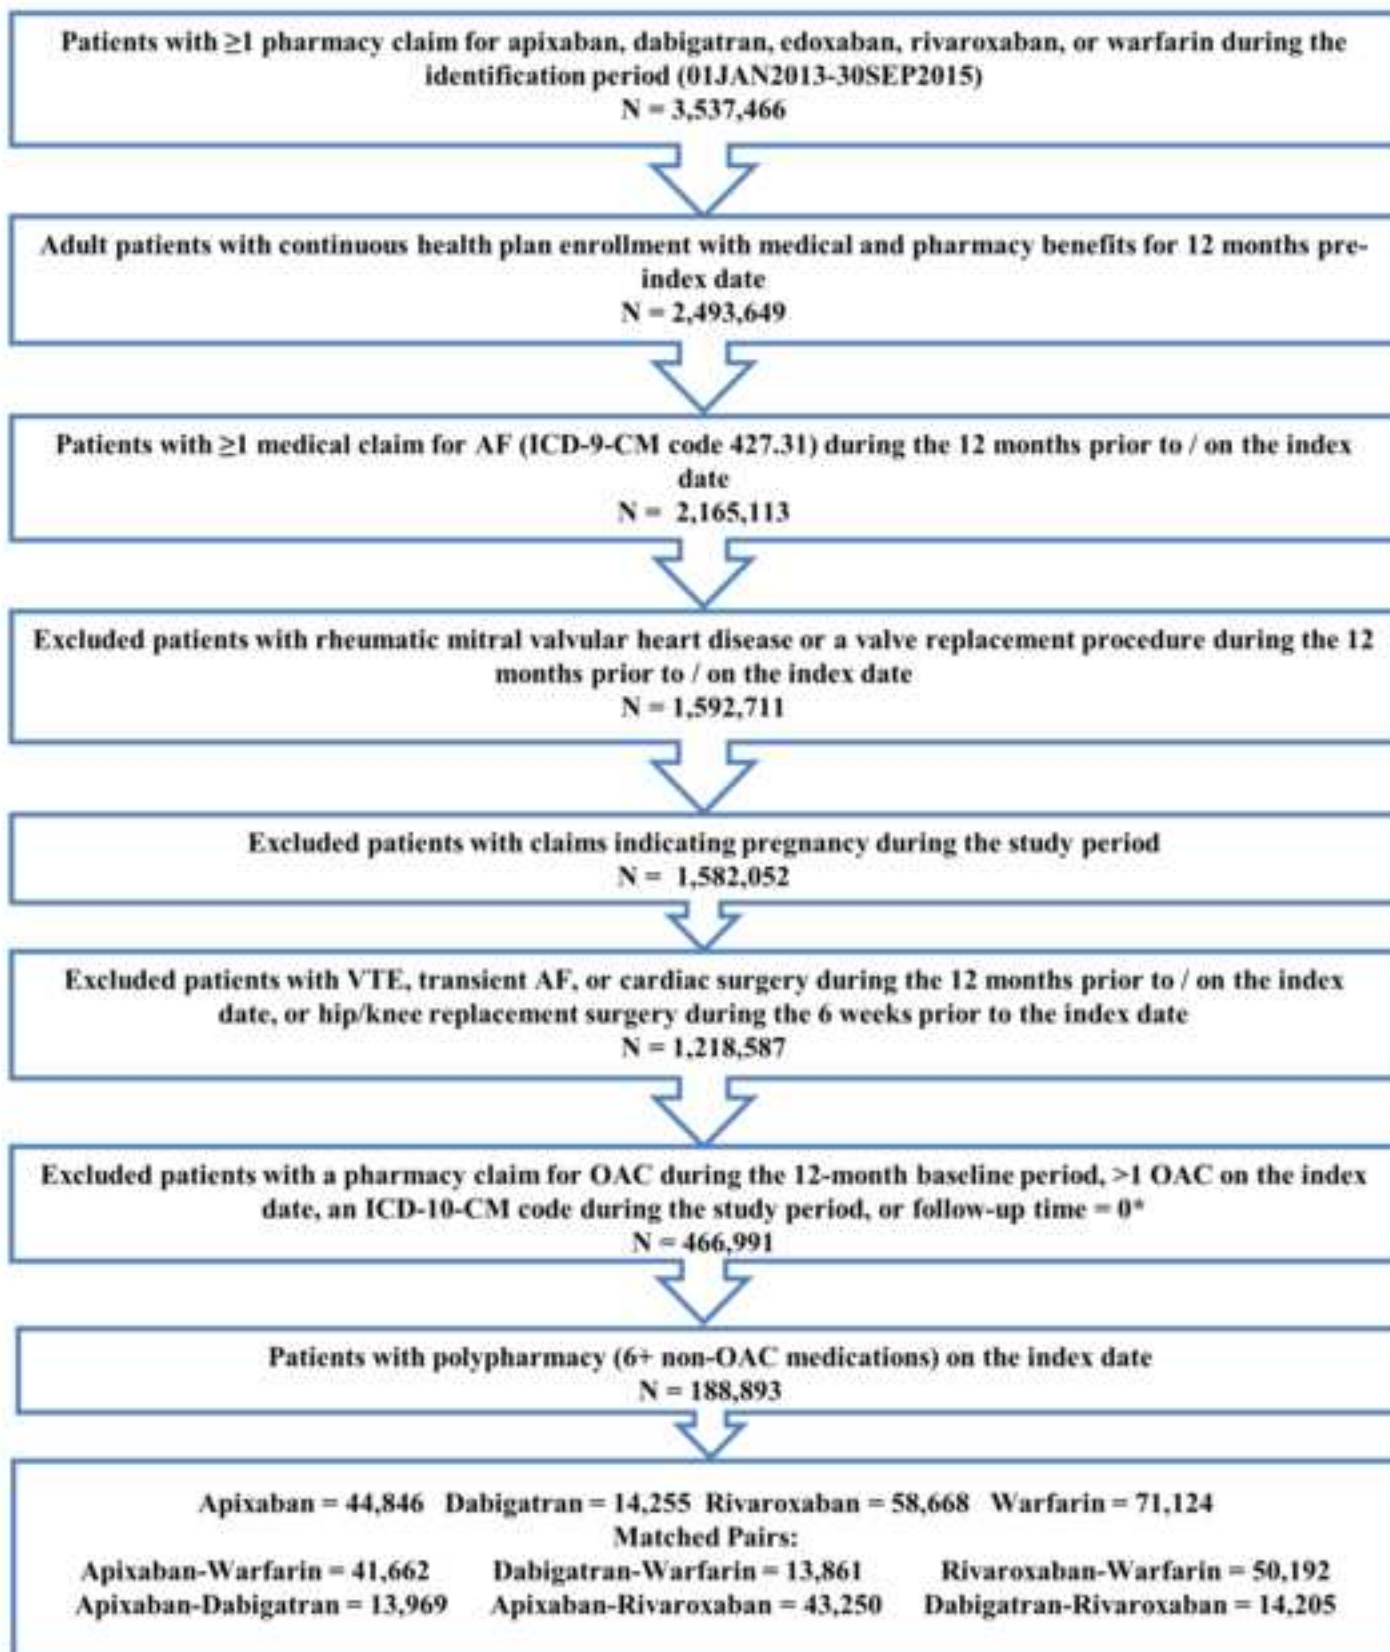 Patients with ≥1 pharmacy claim for apixaban, dabigatran, edoxaban, rivaroxaban, or warfarin during the
identification period (01JAN2013-30SEP2015)
N = 3,537,466
Adult patients with continuous health plan enrollment with medical and pharmacy benefits for 12 months pre-
index date
N = 2,493,649
Patients with ≥1 medical claim for AF (ICD-9-CM code 427.31) during the 12 months prior to / on the index
date
N = 2,165,113
Excluded patients with rheumatic mitral valvular heart disease or a valve replacement procedure during the 12
months prior to / on the index date
N = 1,592,711
Excluded patients with claims indicating pregnancy during the study period
N = 1,582,052
Excluded patients with VTE, transient AF, or cardiac surgery during the 12 months prior to / on the index
date, or hip/knee replacement surgery during the 6 weeks prior to the index date
N = 1,218,587
Excluded patients with a pharmacy claim for OAC during the 12-month baseline period, >1 OAC on the index
date, an ICD-10-CM code during the study period, or follow-up time = 0*
N = 466,991
Patients with polypharmacy (6+ non-OAC medications) on the index date
N = 188,893
Apixaban = 44,846 Dabigatran = 14,255 Rivaroxaban = 58,668 Warfarin = 71,124
Matched Pairs:
Apixaban-Warfarin = 41,662 Dabigatran-Warfarin = 13,861 Rivaroxaban-Warfarin = 50,192
Apixaban-Dabigatran = 13,969 Apixaban-Rivaroxaban = 43,250 Dabigatran-Rivaroxaban = 14,205